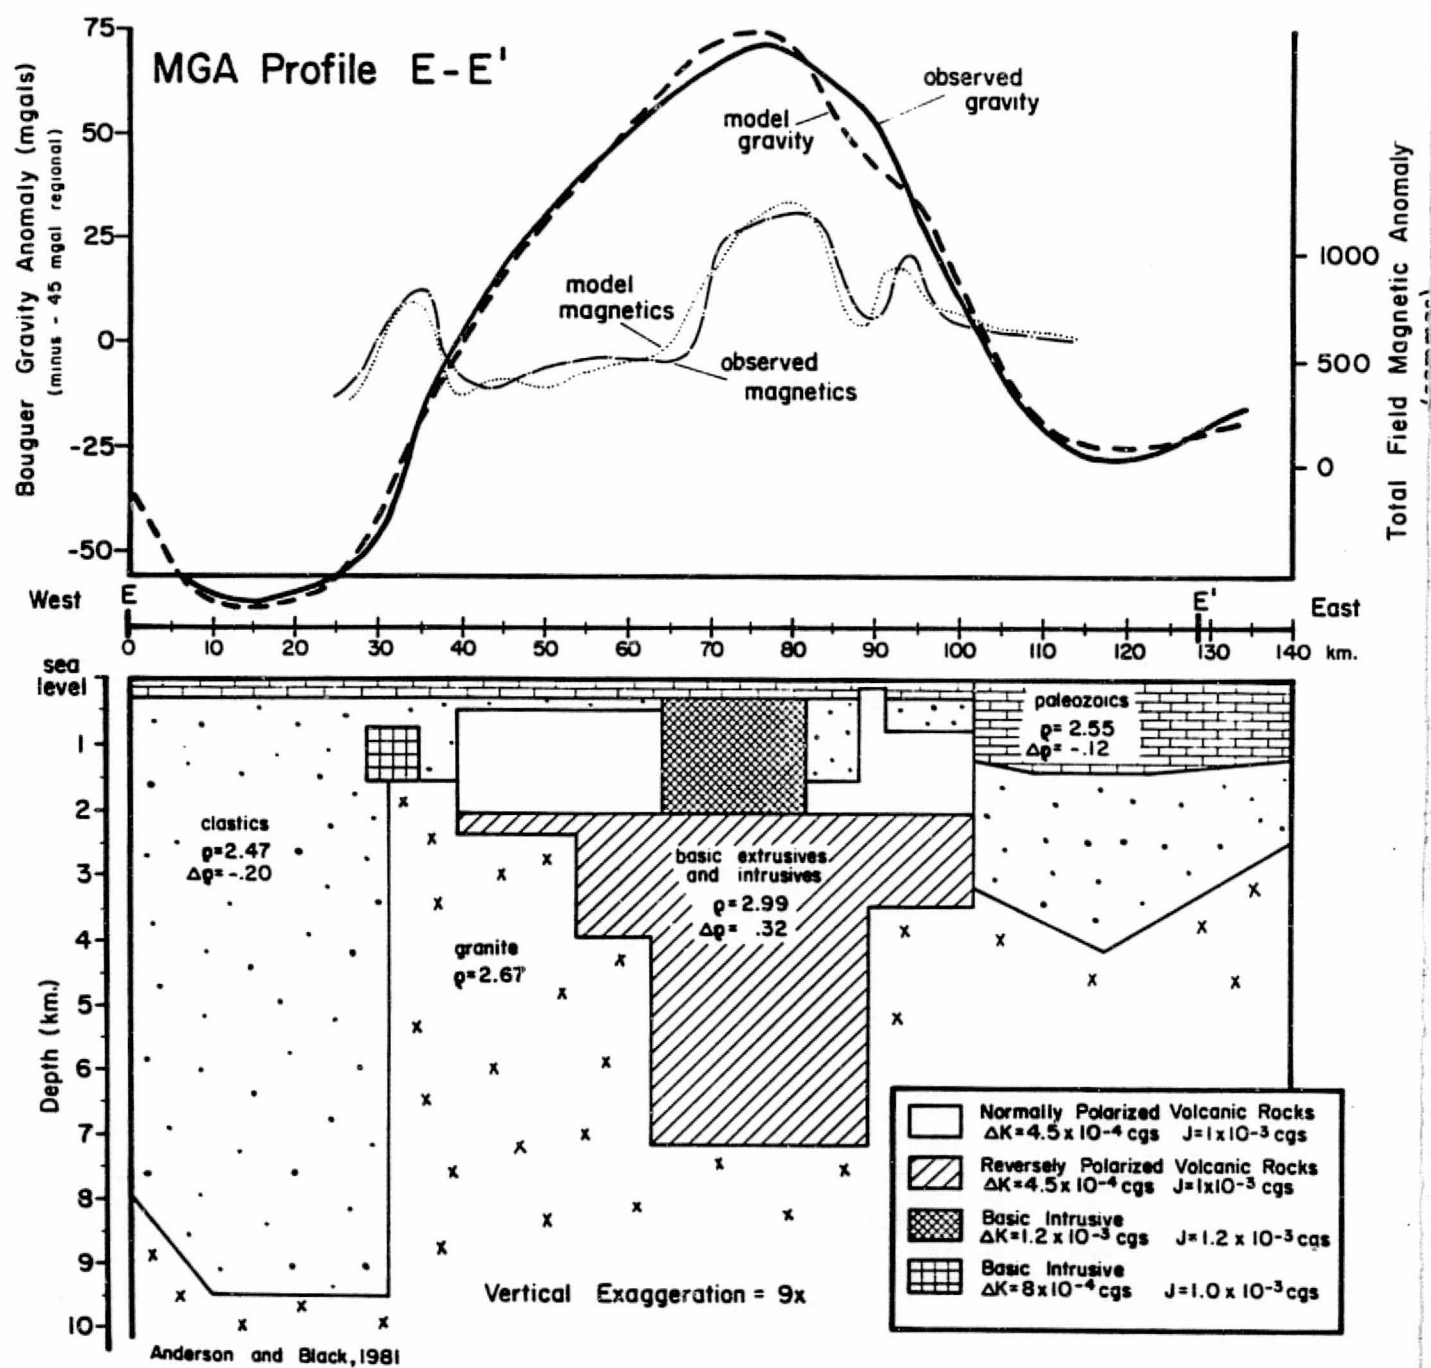 MGA Profile E-E'
75
50
25
0
-25
-50
Bouguer Gravity Anomaly (mgals)
(minus - 45 mgal regional)
observed
gravity
model
gravity
model
magnetics
observed
magnetics
1000
500
0
Total Field Magnetic Anomaly
West E E' East
0 10 20 30 40 50 60 70 80 90 100 110 120 130 140 km.
sea
level
1
2
3
4
5
6
7
8
9
10
Depth (km.)
paleozoics
ρ=2.55
Δρ=-.12
clastics
ρ=2.47
Δρ=-.20
basic extrusives
and intrusives
ρ=2.99
Δρ= .32
granite
ρ=2.67
Normally Polarized Volcanic Rocks
ΔK=4.5x10-4 cgs J=1x10-3 cgs
Reversely Polarized Volcanic Rocks
ΔK=4.5x10-4 cgs J=1x10-3 cgs
Basic Intrusive
ΔK=1.2x10-3 cgs J=1.2 x 10-3 cgs
Basic Intrusive
ΔK=8x10-4 cgs J=1.0 x 10-3 cgs
Vertical Exaggeration = 9x
Anderson and Black, 1981